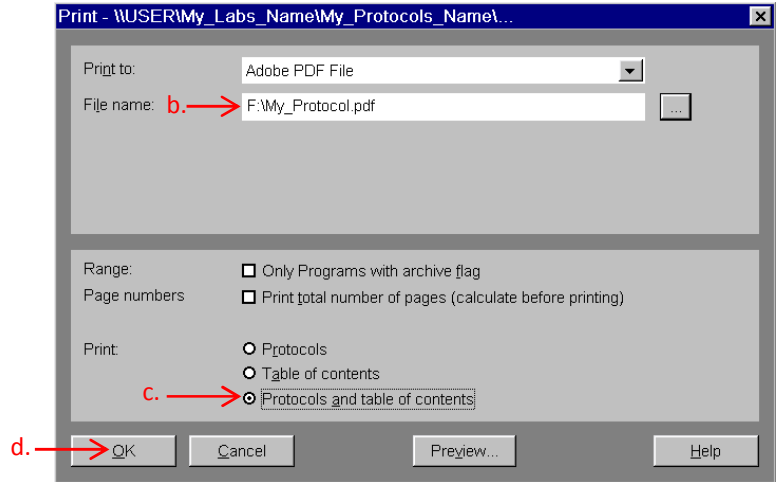 Print - \\USER\My_Labs_Name\My_Protocols_Name\...
Print to: Adobe PDF File
File name: b. F:\My_Protocol.pdf ...
Range: Only Programs with archive flag
Page numbers Print total number of pages (calculate before printing)
Print: Protocols
Table of contents
c. Protocols and table of contents
d. OK Cancel Preview... Help